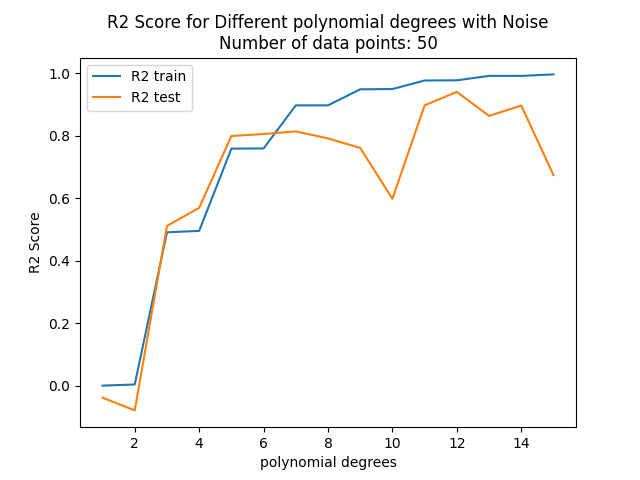 R2 Score for Different polynomial degrees with Noise
Number of data points: 50
R2 train
R2 test
1.0
0.8
0.6
0.4
0.2
0.0
R2 Score
2 4 6 8 10 12 14
polynomial degrees